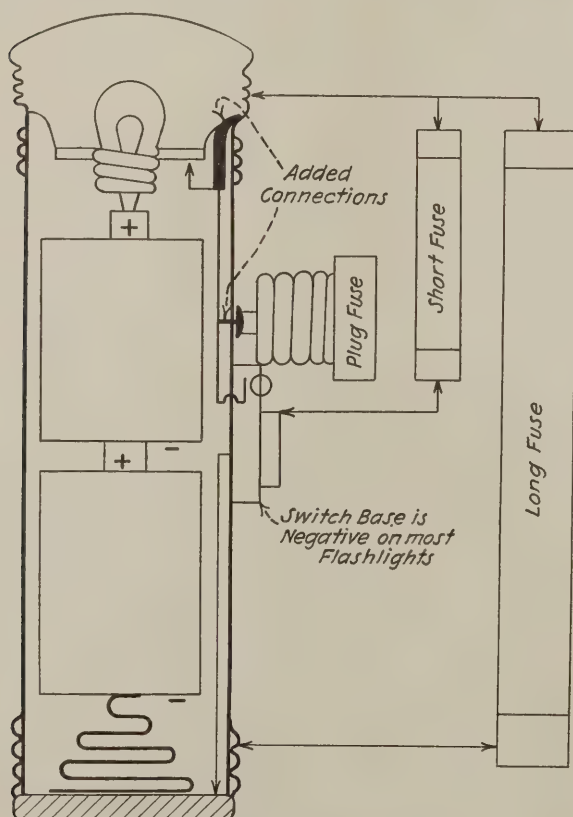 Added
Connections
Short Fuse
Plug Fuse
Long Fuse
+
+ -
Switch Base is
Negative on most
Flashlights
-